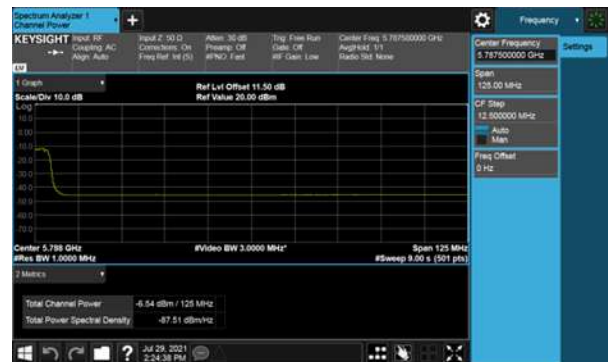 Spectrum Analyzer 1
Channel Power
Frequency
KEYSIGHT
Input: RF
Coupling: AC
Align: Auto
Input Z: 50 Ω
Corrections: On
Freq Ref: Int (S)
Atten: 30 dB
Preamp: Off
#PNO: Fast
Trig: Free Run
Gate: Off
#IF Gain: Low
Center Freq: 5.787500000 GHz
Avg|Hold: 1/1
Radio Std: None
Center Frequency
5.787500000 GHz
Settings
Span
125.00 MHz
CF Step
12.500000 MHz
Auto
Man
Freq Offset
0 Hz
1 Graph
Scale/Div 10.0 dB
Ref Lvl Offset 11.50 dB
Ref Value 20.00 dBm
Log
10.0
0.00
-10.0
-20.0
-30.0
-40.0
-50.0
-60.0
-70.0
Center 5.788 GHz
#Res BW 1.0000 MHz
#Video BW 3.0000 MHz*
Span 125 MHz
#Sweep 9.00 s (501 pts)
2 Metrics
Total Channel Power -6.54 dBm / 125 MHz
Total Power Spectral Density -87.51 dBm/Hz
Jul 29, 2021
2:24:38 PM